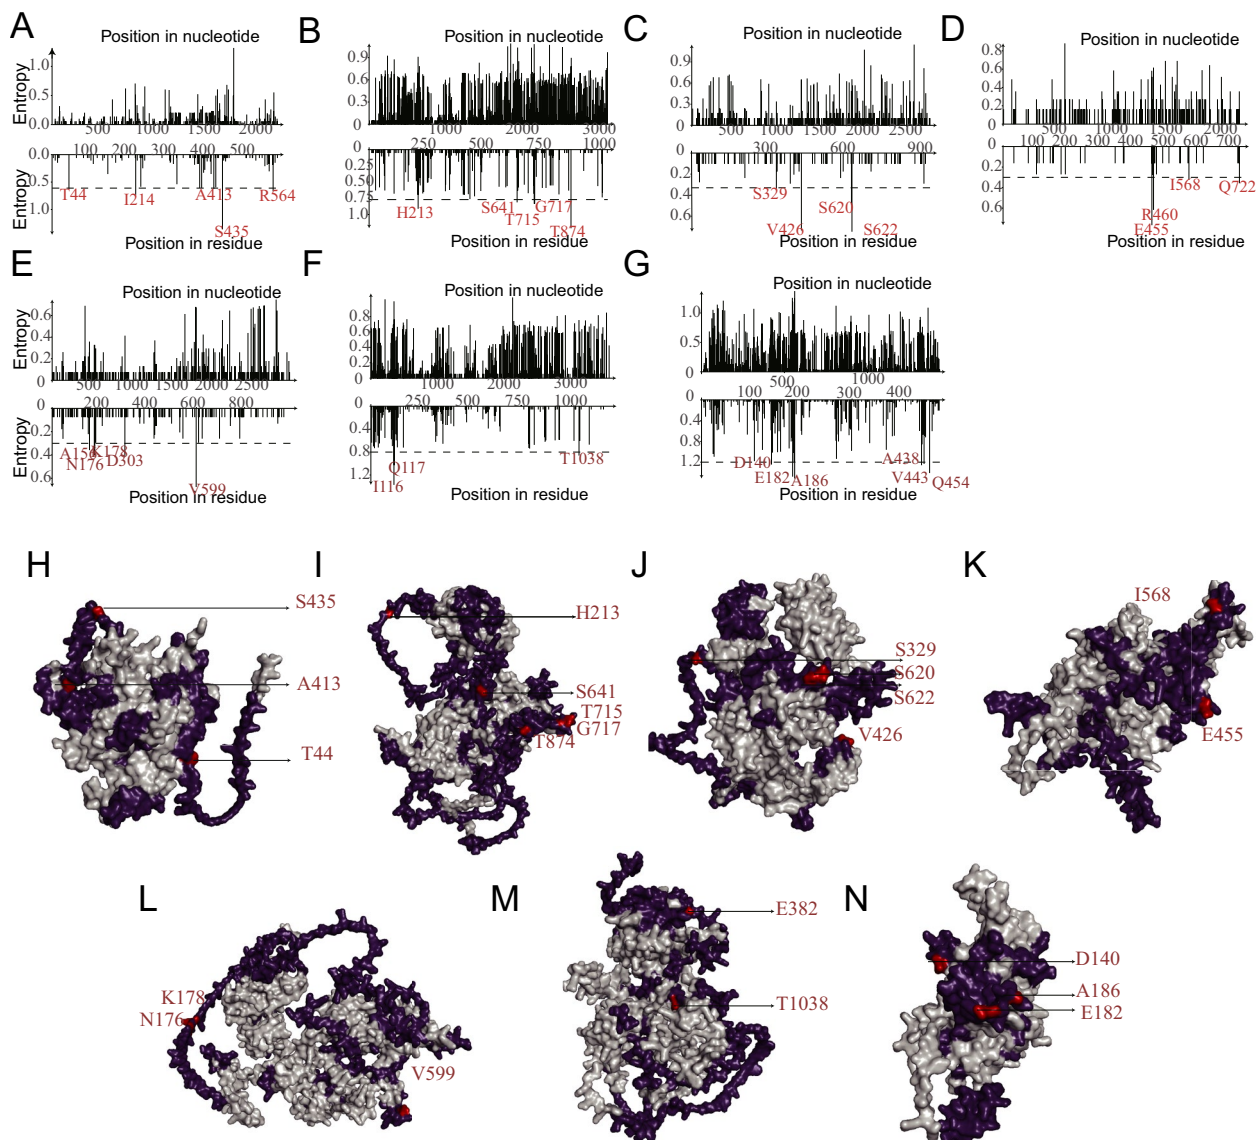 A
Position in nucleotide
Entropy
1.0
0.5
0.0
500 1000 1500 2000
0.0
100 200 300 400 500
0.5
1.0
Entropy
T44
I214
A413
R564
S435
Position in residue
B
Position in nucleotide
0.9
0.6
0.3
0
1000 2000 3000
0
250 500 750 1000
0.25
0.50
0.75
1.0
H213
S641
G717
T715
T874
Position in residue
C
Position in nucleotide
0.9
0.6
0.3
0
500 1000 1500 2000 2500
0
300 600 900
0.2
0.4
0.6
S329
S620
V426
S622
Position in residue
D
Position in nucleotide
0.8
0.6
0.4
0.2
0
500 1000 1500 2000
0
100 200 300 400 500 600 700
0.2
0.4
0.6
I568
Q722
R460
E455
Position in residue
E
Position in nucleotide
Entropy
0.6
0.4
0.2
0
500 1000 1500 2000 2500
0
200 400 600 800
0.2
0.4
0.6
Entropy
K178
N176
D303
V599
Position in residue
F
Position in nucleotide
0.8
0.6
0.4
0.2
0
1000 2000 3000
0
250 500 750 1000
0.4
0.8
1.2
Q117
T1038
I116
Position in residue
G
Position in nucleotide
1.0
0.5
0
500 1000
0
100 200 300 400
0.4
0.8
1.2
D140
A438
E182
A186
V443
Q454
Position in residue
H
S435
A413
T44
I
H213
S641
T715
G717
T874
J
S329
S620
S622
V426
K
I568
E455
L
K178
N176
V599
M
E382
T1038
N
D140
A186
E182